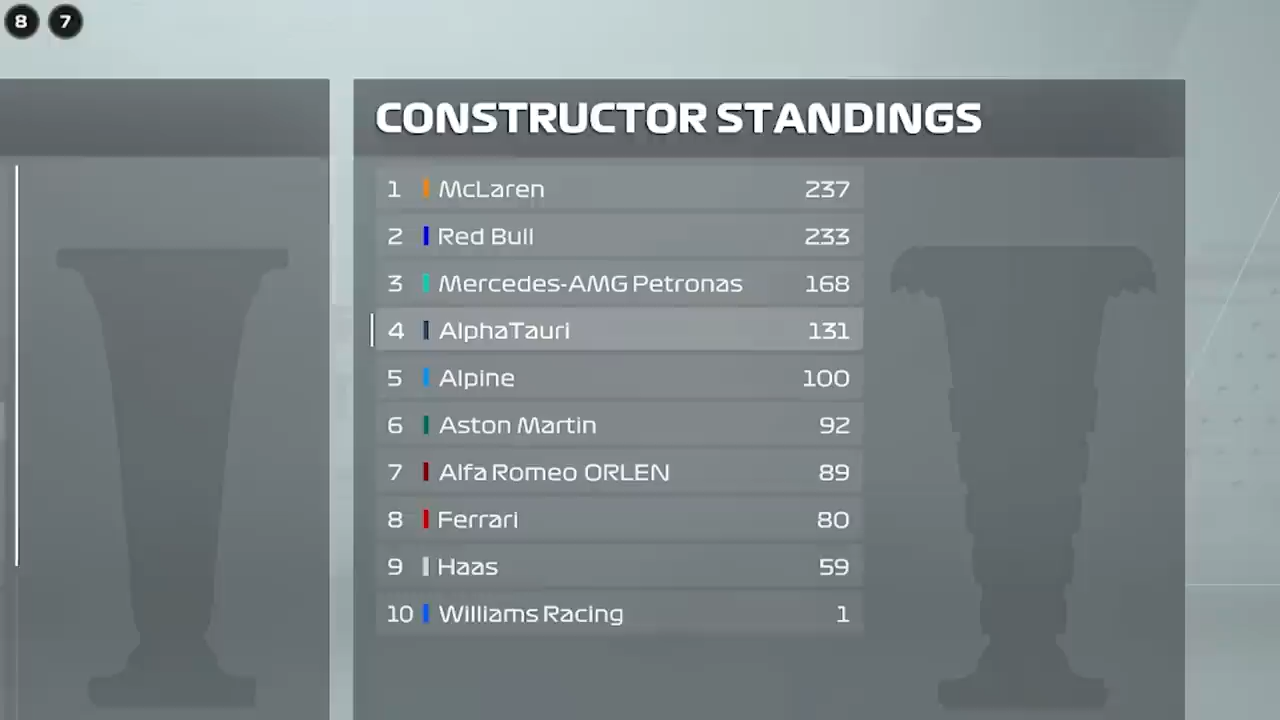 8 7
CONSTRUCTOR STANDINGS
1 McLaren 237
2 Red Bull 233
3 Mercedes-AMG Petronas 168
4 AlphaTauri 131
5 Alpine 100
6 Aston Martin 92
7 Alfa Romeo ORLEN 89
8 Ferrari 80
9 Haas 59
10 Williams Racing 1